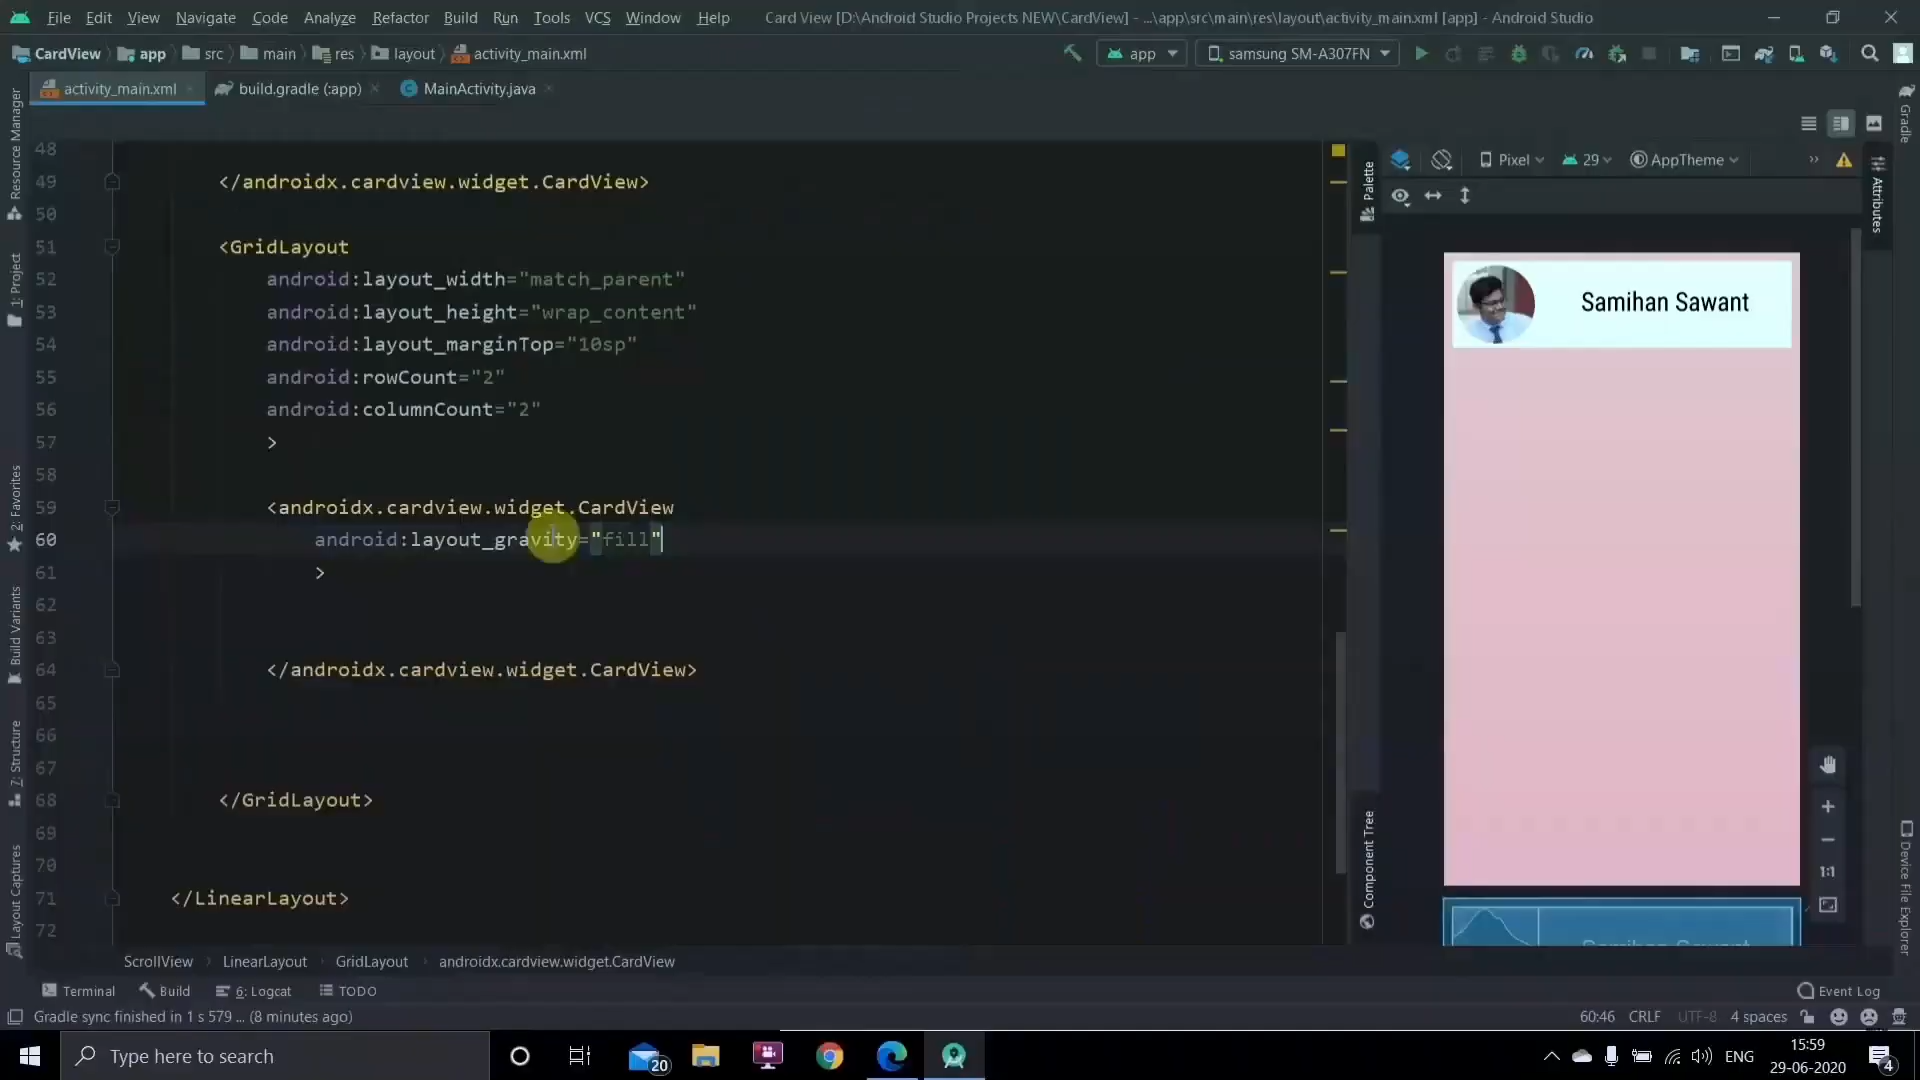 File Edit View Navigate Code Analyze Refactor Build Run Tools VCS Window Help Card View [D:\Android Studio Projects NEW\CardView] - ...\app\src\main\res\layout\activity_main.xml [app] - Android Studio
CardView app src main res layout activity_main.xml app samsung SM-A307FN
activity_main.xml build.gradle (:app) MainActivity.java
Resource Manager
1: Project
2: Favorites
Build Variants
7: Structure
Layout Captures
48
49 </androidx.cardview.widget.CardView>
50
51 <GridLayout
52 android:layout_width="match_parent"
53 android:layout_height="wrap_content"
54 android:layout_marginTop="10sp"
55 android:rowCount="2"
56 android:columnCount="2"
57 >
58
59 <androidx.cardview.widget.CardView
60 android:layout_gravity="fill"
61 >
62
63
64 </androidx.cardview.widget.CardView>
65
66
67
68 </GridLayout>
69
70
71 </LinearLayout>
72
ScrollView LinearLayout GridLayout androidx.cardview.widget.CardView
Palette
Component Tree
Pixel 29 AppTheme
Samihan Sawant
1:1
Gradle
Attributes
Device File Explorer
Terminal Build 6: Logcat TODO Event Log
Gradle sync finished in 1 s 579 ... (8 minutes ago) 60:46 CRLF UTF-8 4 spaces
Type here to search 20 ENG 15:59
29-06-2020 4